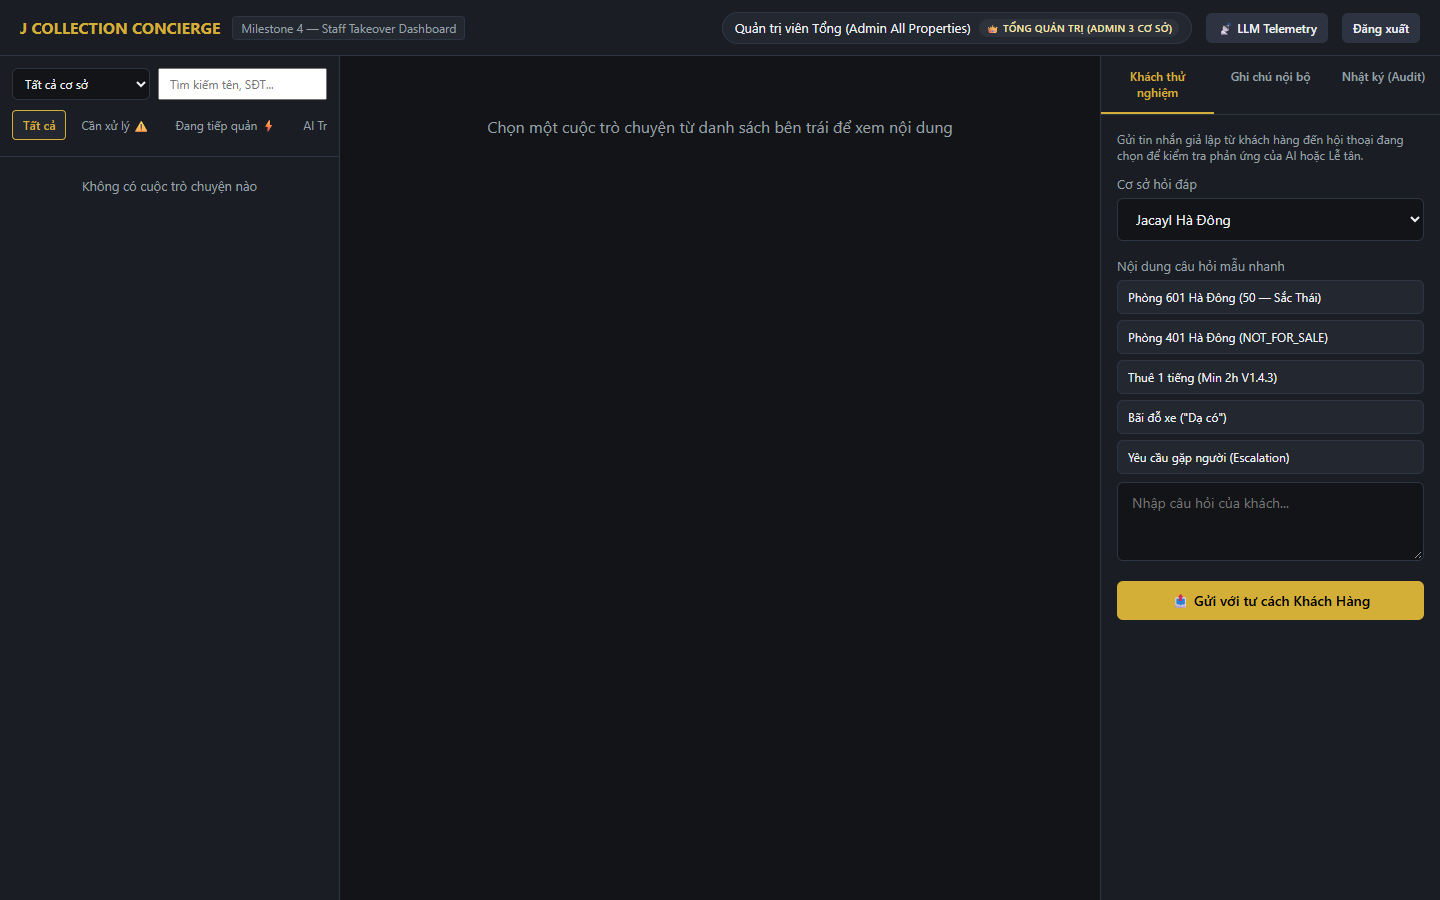 J COLLECTION CONCIERGE
Milestone 4 — Staff Takeover Dashboard
Quản trị viên Tổng (Admin All Properties)
TỔNG QUẢN TRỊ (ADMIN 3 CƠ SỞ)
LLM Telemetry
Đăng xuất
Tất cả cơ sở
Tìm kiếm tên, SĐT...
Tất cả
Cần xử lý
Đang tiếp quản
AI Tr
Không có cuộc trò chuyện nào
Chọn một cuộc trò chuyện từ danh sách bên trái để xem nội dung
Khách thử
nghiệm
Ghi chú nội bộ
Nhật ký (Audit)
Gửi tin nhắn giả lập từ khách hàng đến hội thoại đang
chọn để kiểm tra phản ứng của AI hoặc Lễ tân.
Cơ sở hỏi đáp
Jacayl Hà Đông
Nội dung câu hỏi mẫu nhanh
Phòng 601 Hà Đông (50 — Sắc Thái)
Phòng 401 Hà Đông (NOT_FOR_SALE)
Thuê 1 tiếng (Min 2h V1.4.3)
Bãi đỗ xe ("Dạ có")
Yêu cầu gặp người (Escalation)
Nhập câu hỏi của khách...
Gửi với tư cách Khách Hàng